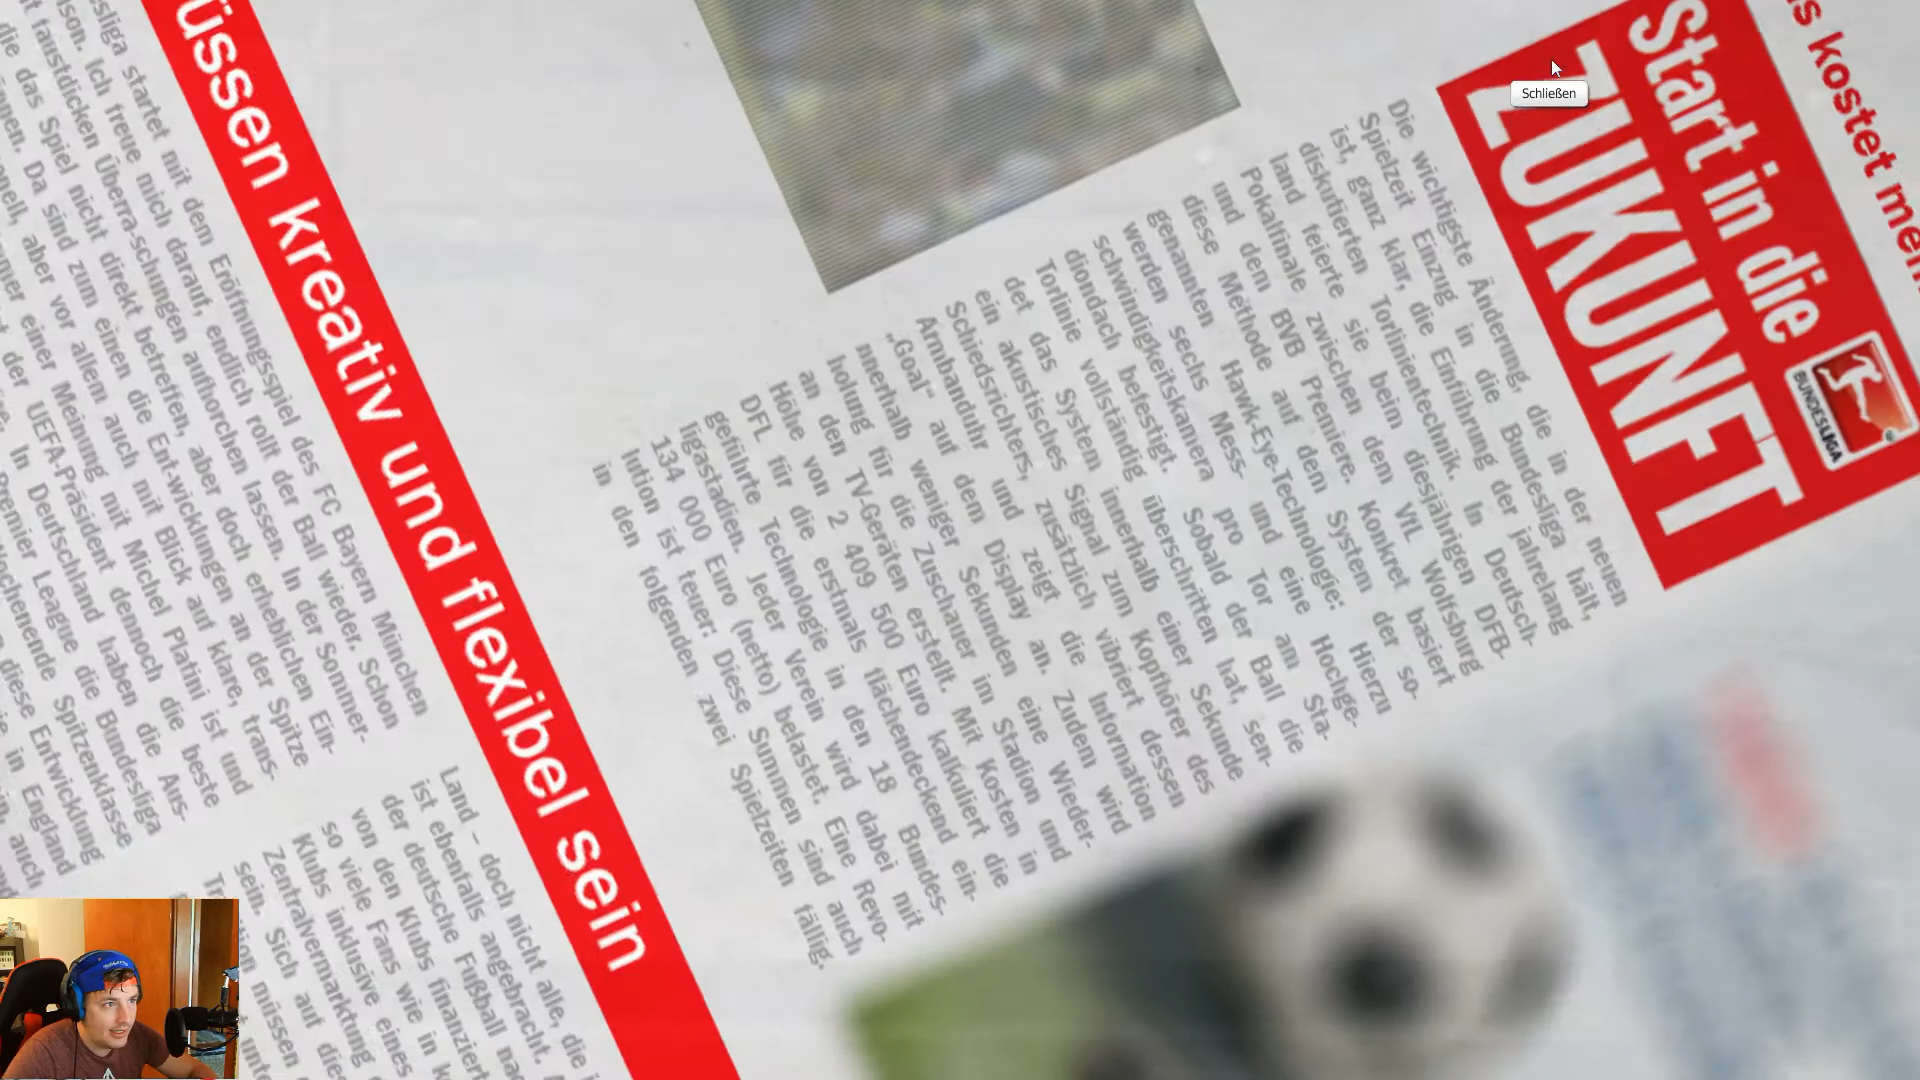 üssen kreativ und flexibel sein
Start in die
ZUKUNFT
BUNDESLIGA
s kostet me
Schließen
Die wichtigste Änderung, die in der neuen
Spielzeit Einzug in die Bundesliga hält,
ist, ganz klar, die Einführung der jahrelang
diskutierten Torlinientechnik. In Deutsch-
land feierte sie beim diesjährigen DFB-
Pokalfinale zwischen dem VfL Wolfsburg
und dem BVB Premiere. Konkret basiert
diese Methode auf dem System der so-
genannten Hawk-Eye-Technologie: Hierzu
werden sechs Mess- und eine Hochge-
schwindigkeitskamera pro Tor am Sta-
diondach befestigt. Sobald der Ball die
Torlinie vollständig überschritten hat, sen-
det das System innerhalb einer Sekunde
ein akustisches Signal zum Kopfhörer des
Schiedsrichters, zusätzlich vibriert dessen
Armbanduhr und zeigt die Information
„Goal“ auf dem Display an. Zudem wird
nnerhalb weniger Sekunden eine Wieder-
holung für die Zuschauer im Stadion und
an den TV-Geräten erstellt. Mit Kosten in
Höhe von 2 409 500 Euro kalkuliert die
DFL für die erstmals flächendeckend ein-
geführte Technologie in den 18 Bundes-
ligastadien. Jeder Verein wird dabei mit
134 000 Euro (netto) belastet. Eine Revo-
lution ist teuer: Diese Summen sind auch
in den folgenden zwei Spielzeiten fällig.
sliga startet mit dem Eröffnungsspiel des FC Bayern München
ison. Ich freue mich darauf, endlich rollt der Ball wieder. Schon
t faustdicken Überra-schungen aufhorchen lassen. In der Sommer-
die das Spiel nicht direkt betreffen, aber doch erheblichen Ein-
nen. Da sind zum einen die Ent-wicklungen an der Spitze
onell, aber vor allem auch mit Blick auf klare, trans-
mer einer Meinung mit Michel Platini ist und
der UEFA-Präsident dennoch die beste
In Deutschland haben die Aus-
Premier League die Bundesliga
ochenende Spitzenklasse
diese Entwicklung
in England
auch
Land – doch nicht alle, die
ist ebenfalls angebracht.
der deutsche Fußball
von den Klubs finanziert
so viele Fans wie in
Klubs inklusive eines
Zentralvermarktung
sein. Sich auf
müssen